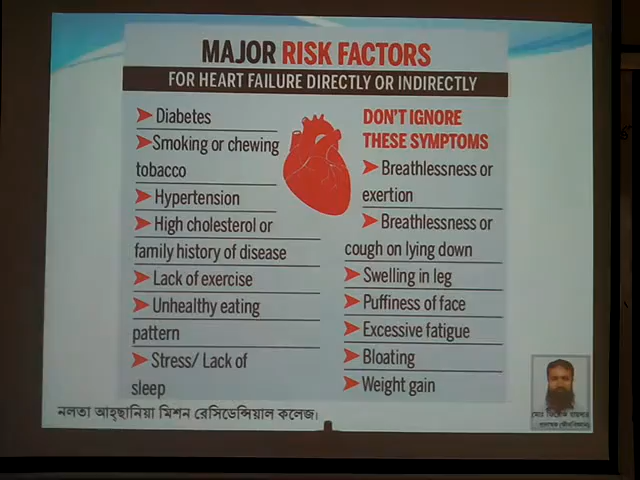 MAJOR RISK FACTORS
FOR HEART FAILURE DIRECTLY OR INDIRECTLY
Diabetes
Smoking or chewing
tobacco
Hypertension
High cholesterol or
family history of disease
Lack of exercise
Unhealthy eating
pattern
Stress/ Lack of
sleep
DON'T IGNORE
THESE SYMPTOMS
Breathlessness or
exertion
Breathlessness or
cough on lying down
Swelling in leg
Puffiness of face
Excessive fatigue
Bloating
Weight gain
নলতা আহ্ছানিয়া মিশন রেসিডেন্সিয়াল কলেজ।